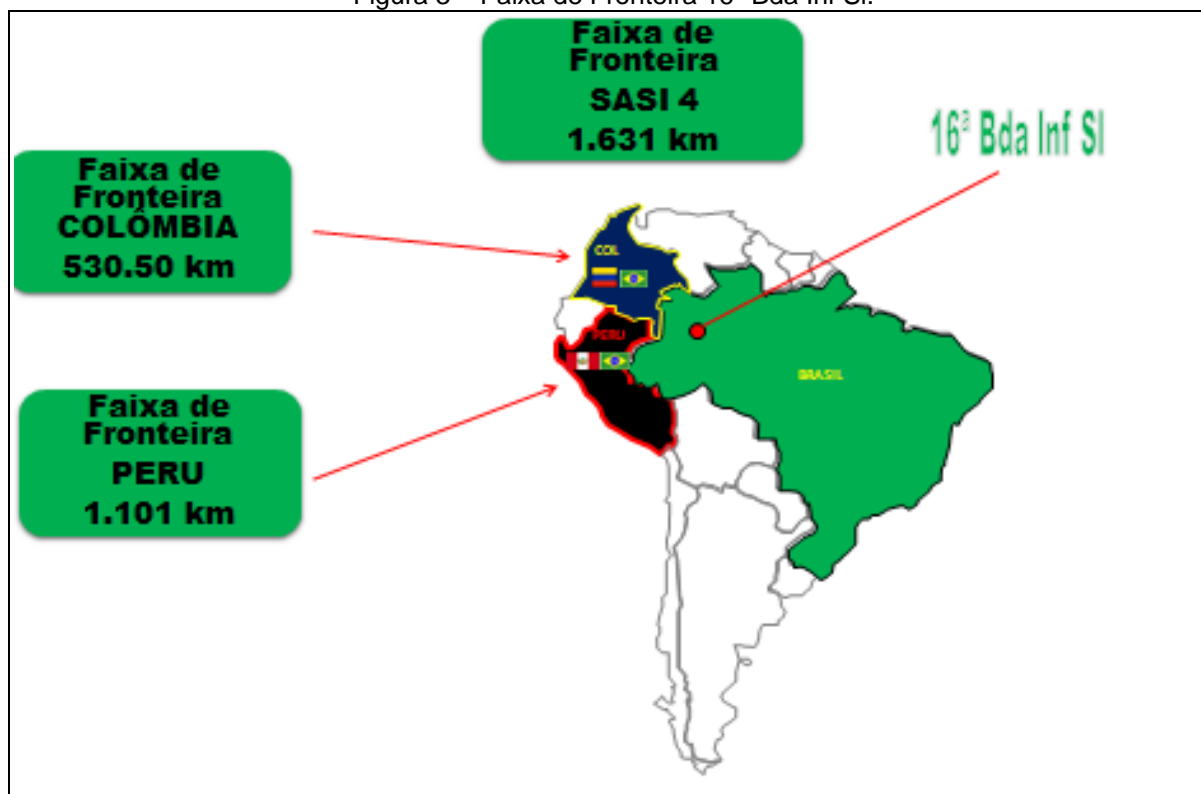 Faixa de
Fronteira
SASI 4
1.631 km
16ª Bda Inf Sl
Faixa de
Fronteira
COLÔMBIA
530.50 km
COL
PERU
BRASIL
Faixa de
Fronteira
PERU
1.101 km